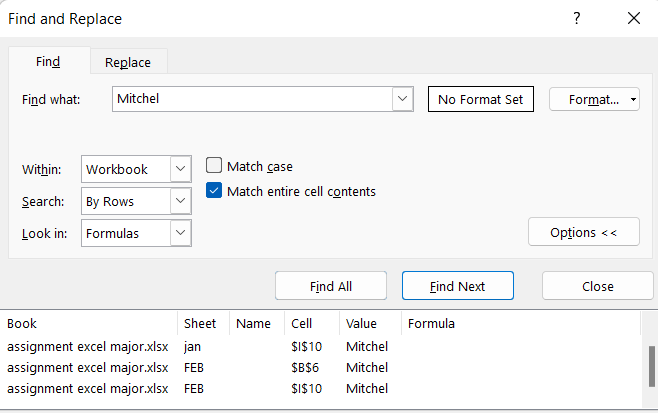 Find and Replace ? ×
Find Replace
Find what: Mitchel No Format Set Format...
Within: Workbook Match case
Search: By Rows Match entire cell contents
Look in: Formulas Options <<
Find All Find Next Close
Book Sheet Name Cell Value Formula
assignment excel major.xlsx jan $I$10 Mitchel
assignment excel major.xlsx FEB $B$6 Mitchel
assignment excel major.xlsx FEB $I$10 Mitchel